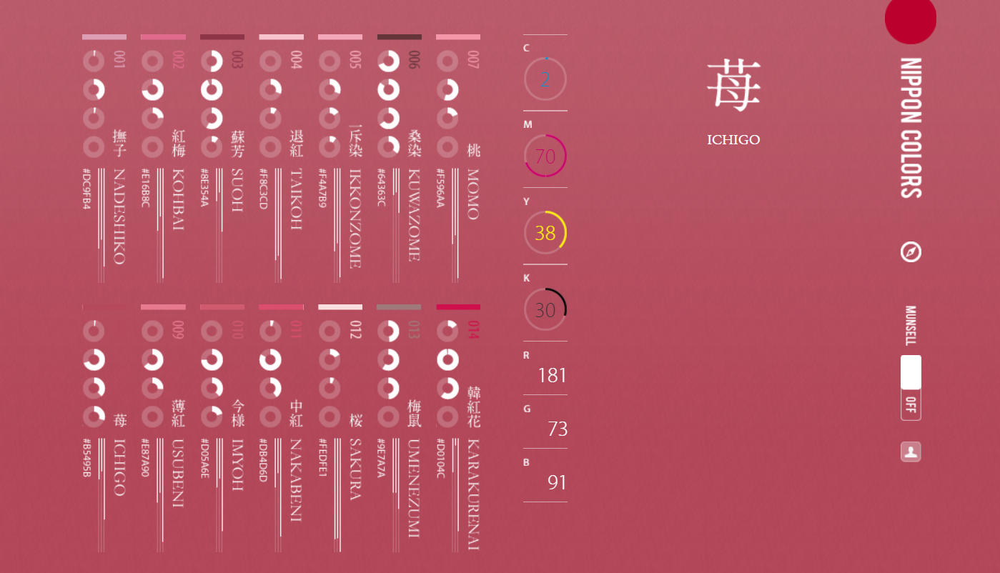 001
撫子
NADESHIKO
#DC9FB4
002
紅梅
KOHBAI
#E16B8C
003
蘇芳
SUOH
#8E354A
004
退紅
TAIKOH
#F8C3CD
005
一斥染
IKKONZOME
#F4A7B9
006
桑染
KUWAZOME
#64363C
007
桃
MOMO
#F596AA
苺
ICHIGO
#B5495B
009
薄紅
USUBENI
#E87A90
010
今様
IMYOH
#D05A6E
011
中紅
NAKABENI
#DB4D6D
012
桜
SAKURA
#FEDFE1
013
梅鼠
UMENEZUMI
#9E7A7A
014
韓紅花
KARAKURENAI
#D0104C
C
2
M
70
Y
38
K
30
R
181
G
73
B
91
苺
ICHIGO
NIPPON COLORS
MUNSELL
OFF